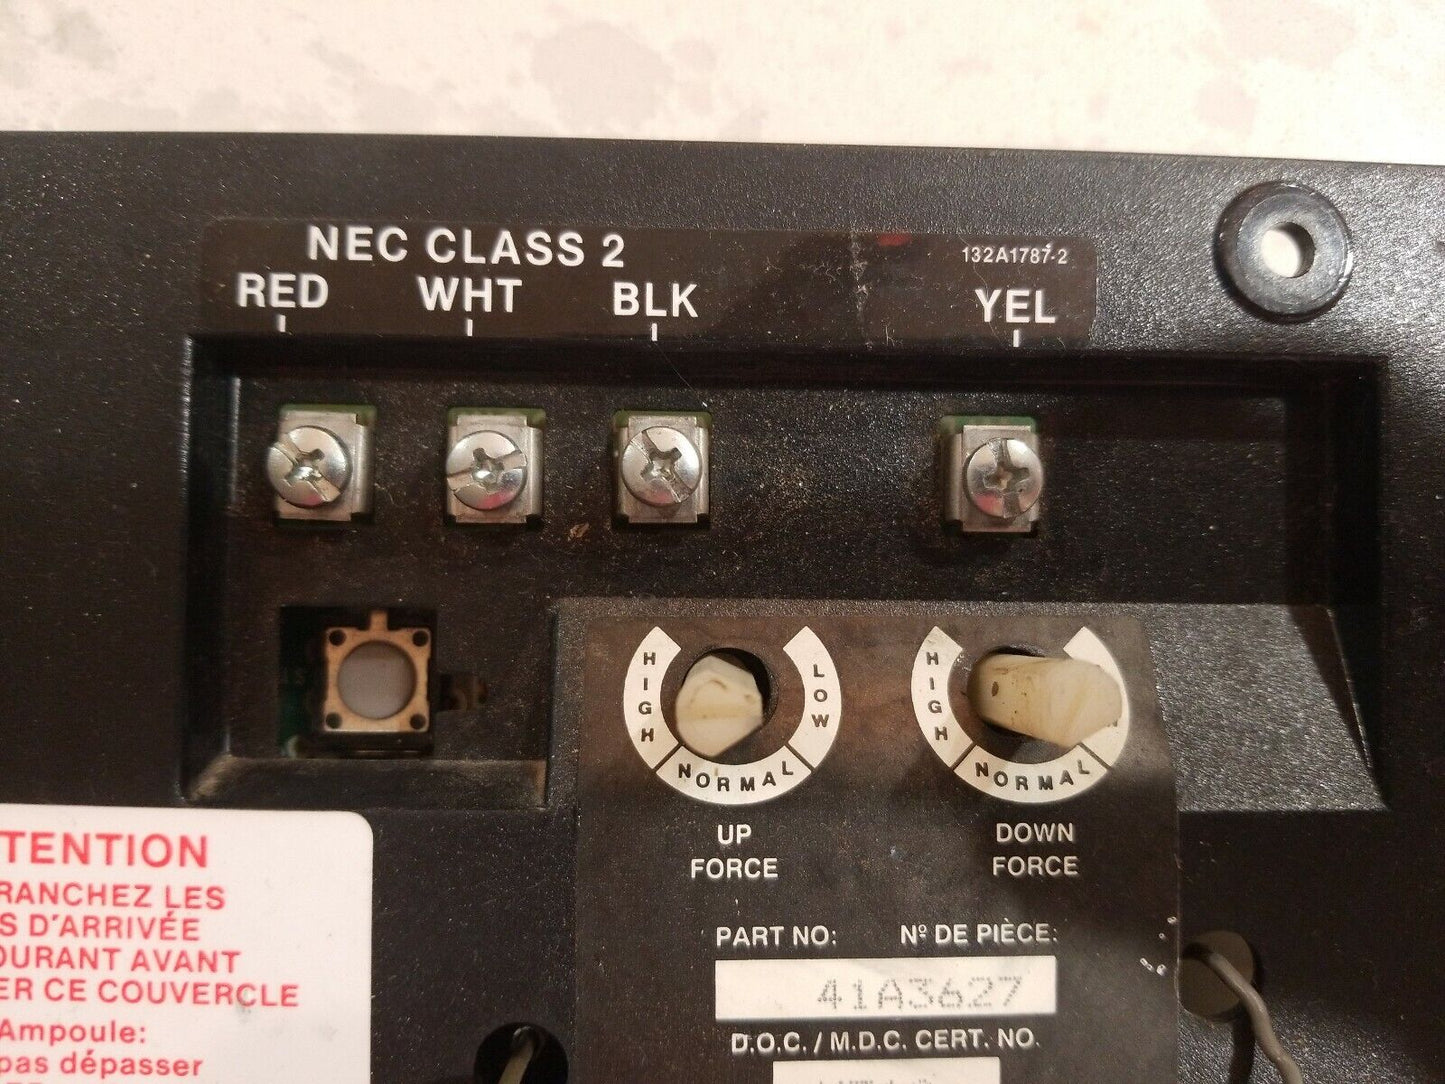 NEC CLASS 2
132A1787-2
RED WHT BLK YEL
HIGH NORMAL LOW
HIGH NORMAL
UP FORCE
DOWN FORCE
PART NO: Nº DE PIÈCE:
41A3627
D.O.C. / M.D.C. CERT. NO.
TENTION
RANCHEZ LES
S D'ARRIVÉE
OURANT AVANT
ER CE COUVERCLE
Ampoule:
pas dépasser